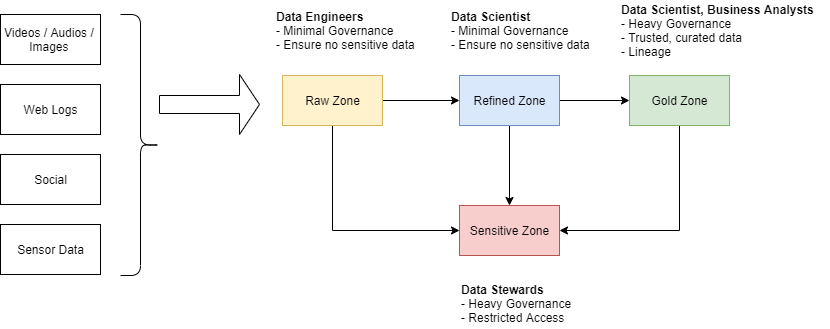 Videos / Audios /
Images
Web Logs
Social
Sensor Data
Data Engineers
- Minimal Governance
- Ensure no sensitive data
Raw Zone
Data Scientist
- Minimal Governance
- Ensure no sensitive data
Refined Zone
Data Scientist, Business Analysts
- Heavy Governance
- Trusted, curated data
- Lineage
Gold Zone
Sensitive Zone
Data Stewards
- Heavy Governance
- Restricted Access